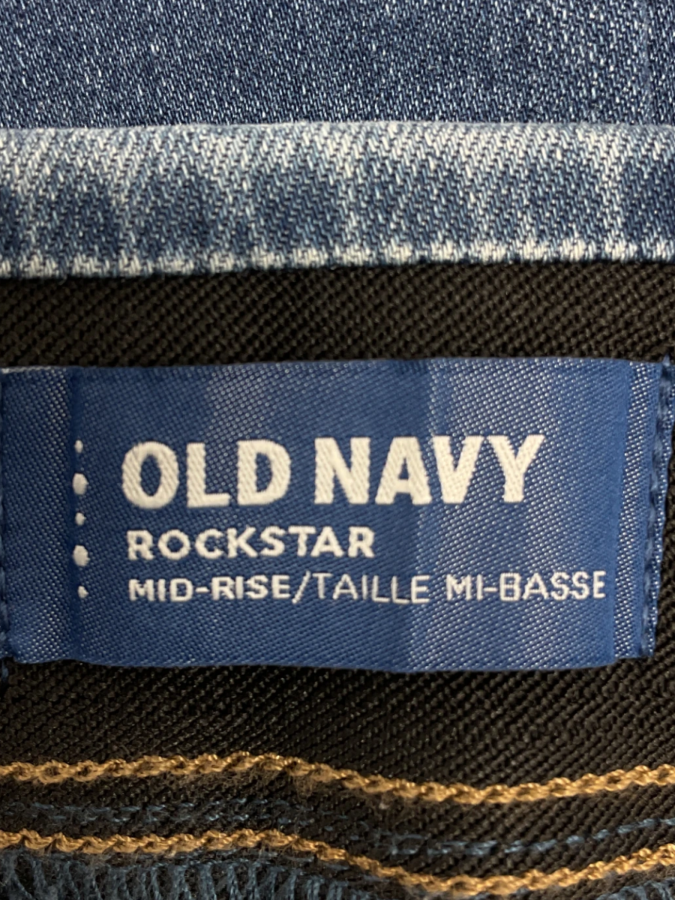 OLD NAVY
ROCKSTAR
MID-RISE/TAILLE MI-BASSE